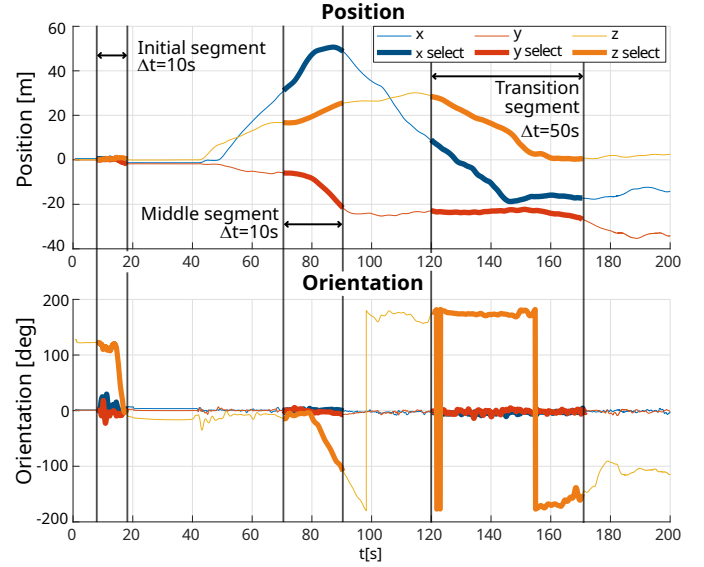 Position
60
40
20
0
-20
-40
Position [m]
Initial segment
Δt=10s
x y z
x select y select z select
Transition
segment
Δt=50s
Middle segment
Δt=10s
0 20 40 60 80 100 120 140 160 180 200
Orientation
200
100
0
-100
-200
Orientation [deg]
0 20 40 60 80 100 120 140 160 180 200
t[s]